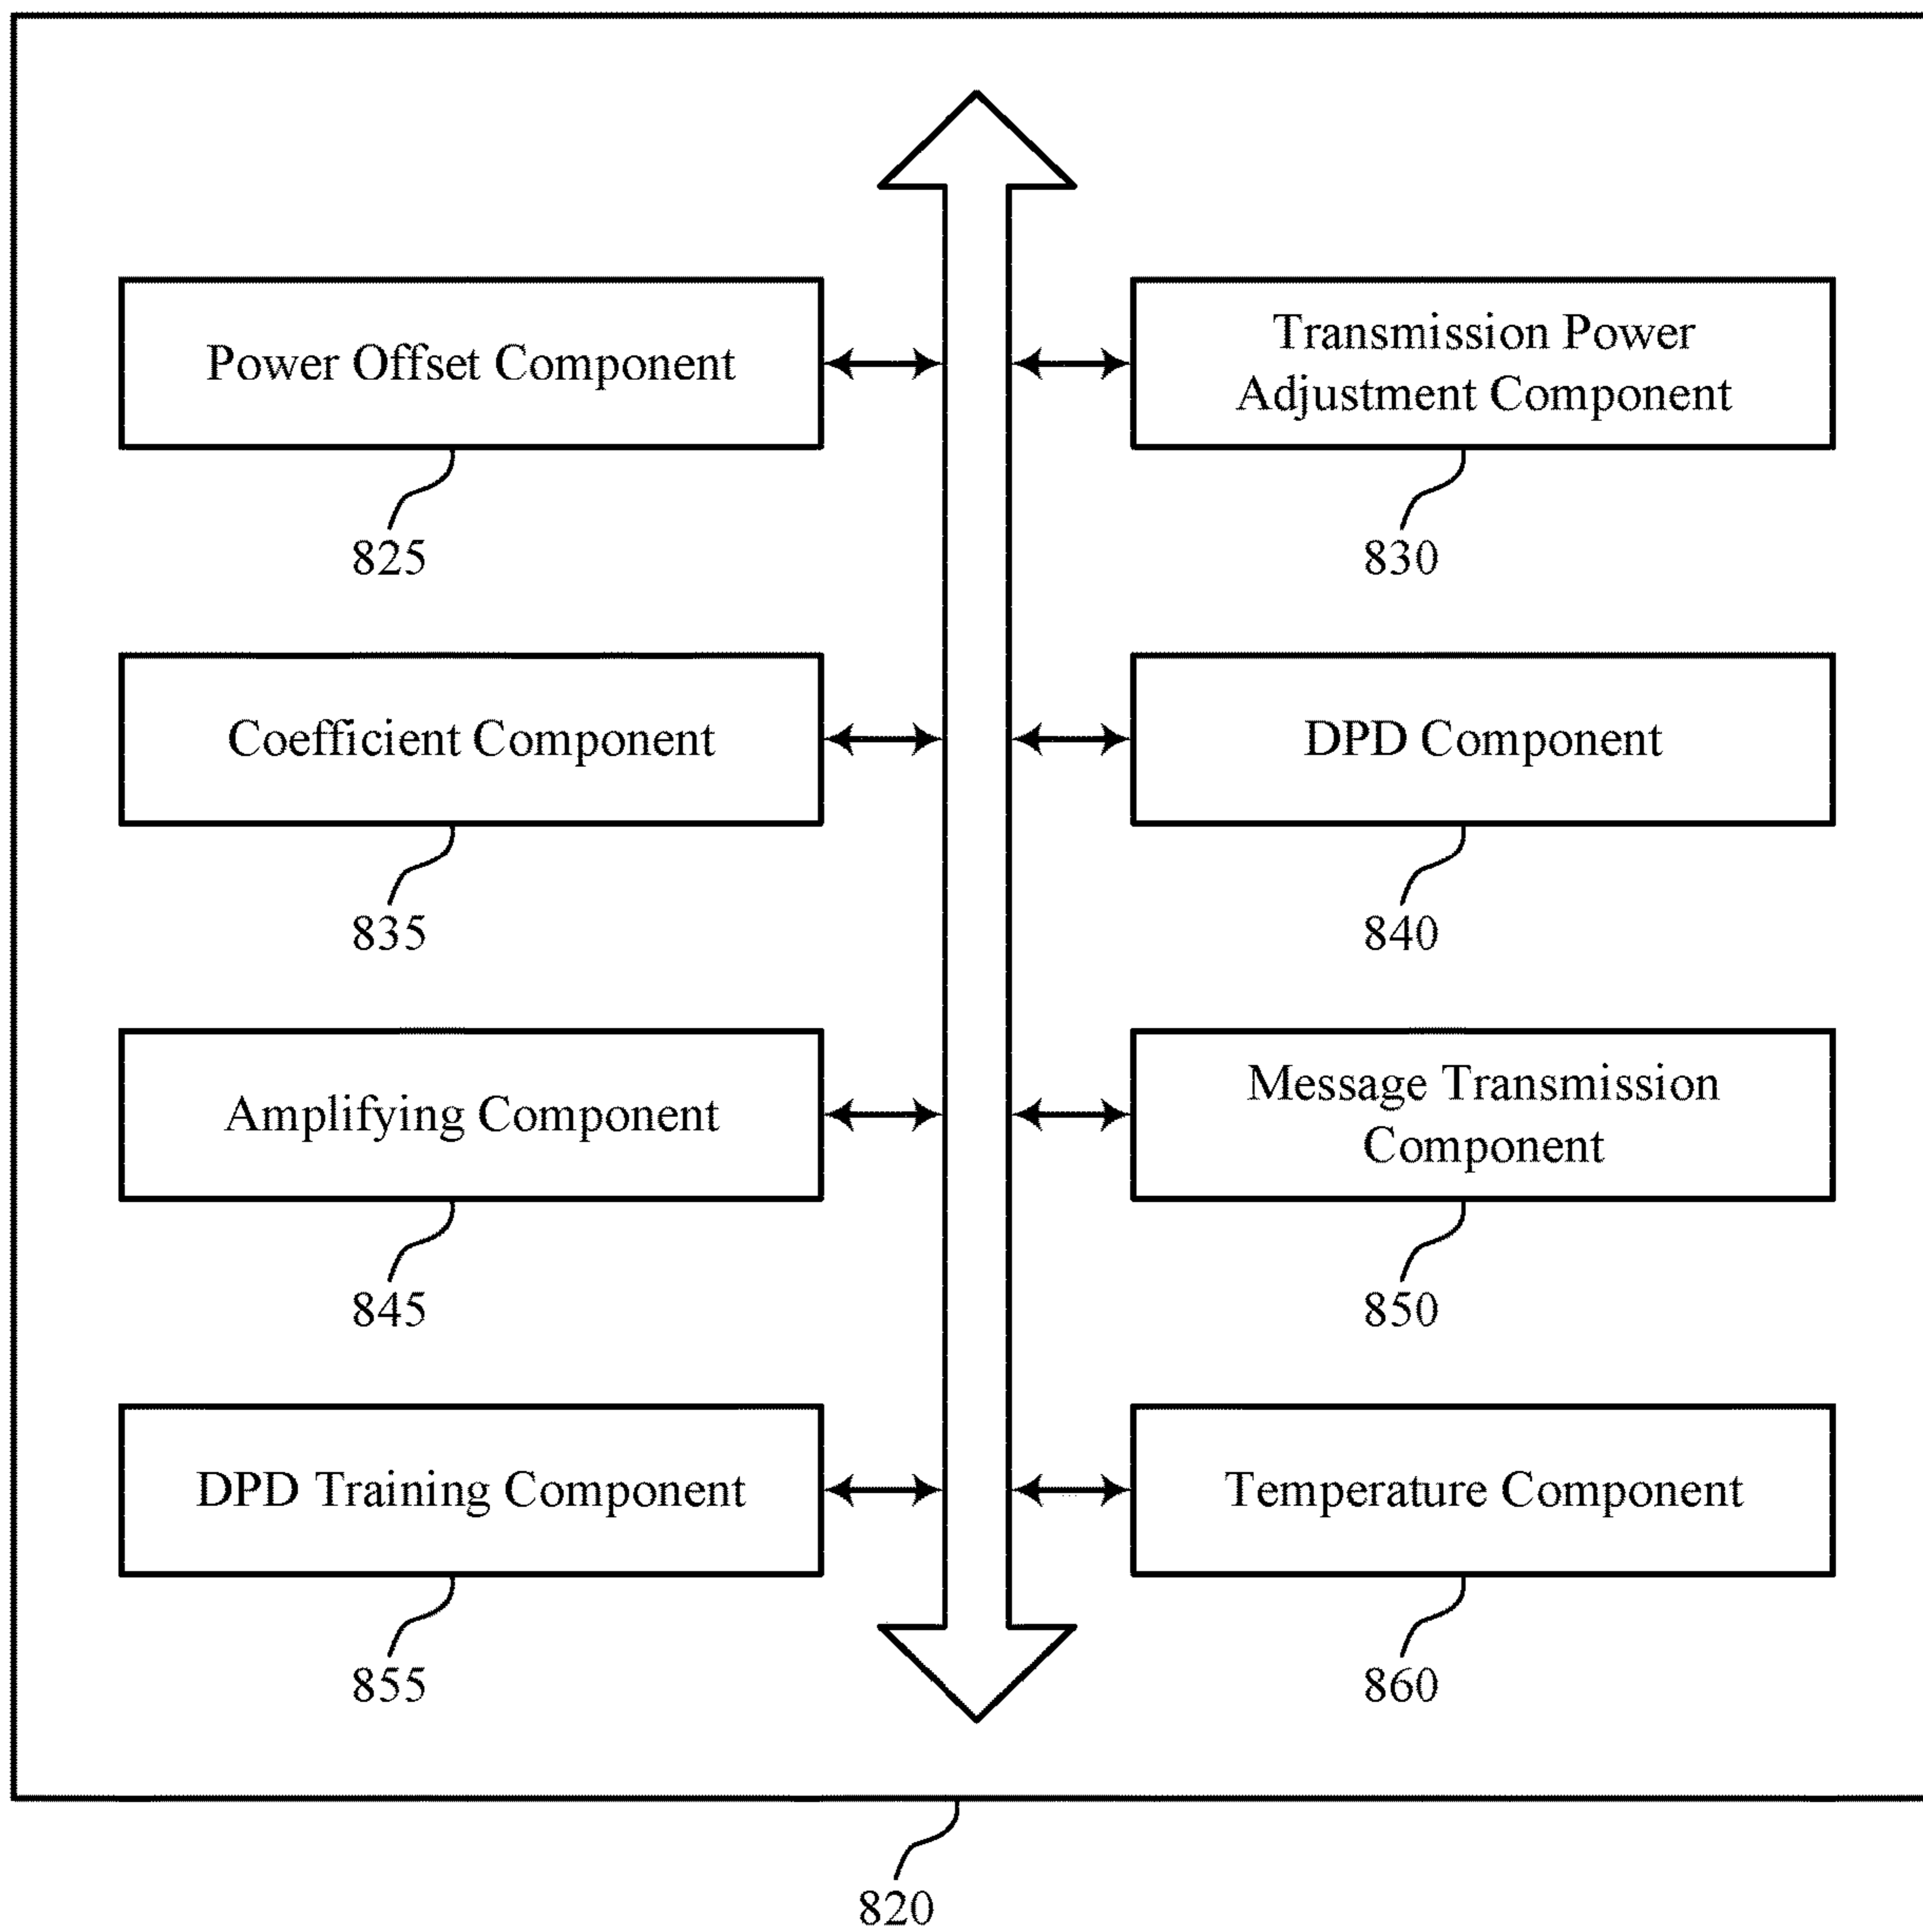 Power Offset Component
825
Transmission Power
Adjustment Component
830
Coefficient Component
835
DPD Component
840
Amplifying Component
845
Message Transmission
Component
850
DPD Training Component
855
Temperature Component
860
820